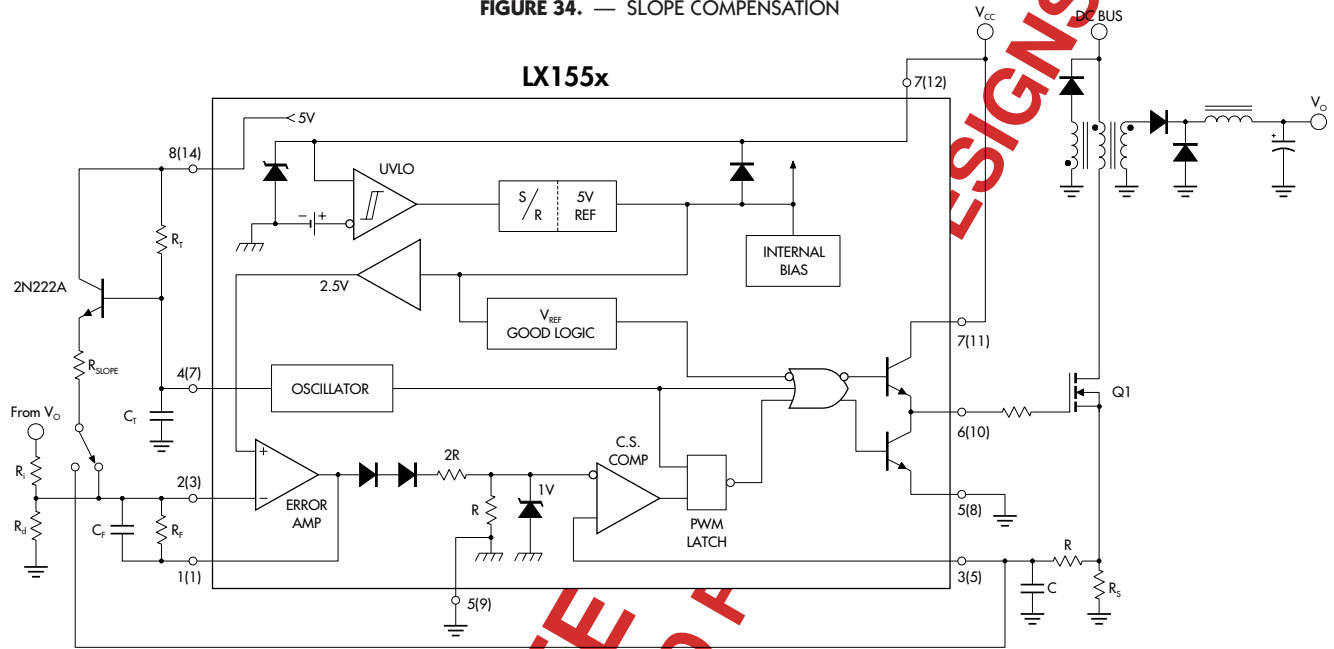 FIGURE 34. — SLOPE COMPENSATION
VCC
DC BUS
LX155x
7(12)
VO
5V
8(14)
UVLO
S/R
5V REF
RT
INTERNAL BIAS
2N222A
2.5V
VREF
GOOD LOGIC
7(11)
RSLOPE
4(7)
OSCILLATOR
Q1
From VO
CT
6(10)
C.S. COMP
Ri
2R
1V
2(3)
ERROR AMP
R
5(8)
Rd
CF
RF
PWM LATCH
R
1(1)
3(5)
C
RS
5(9)
ESIGNS